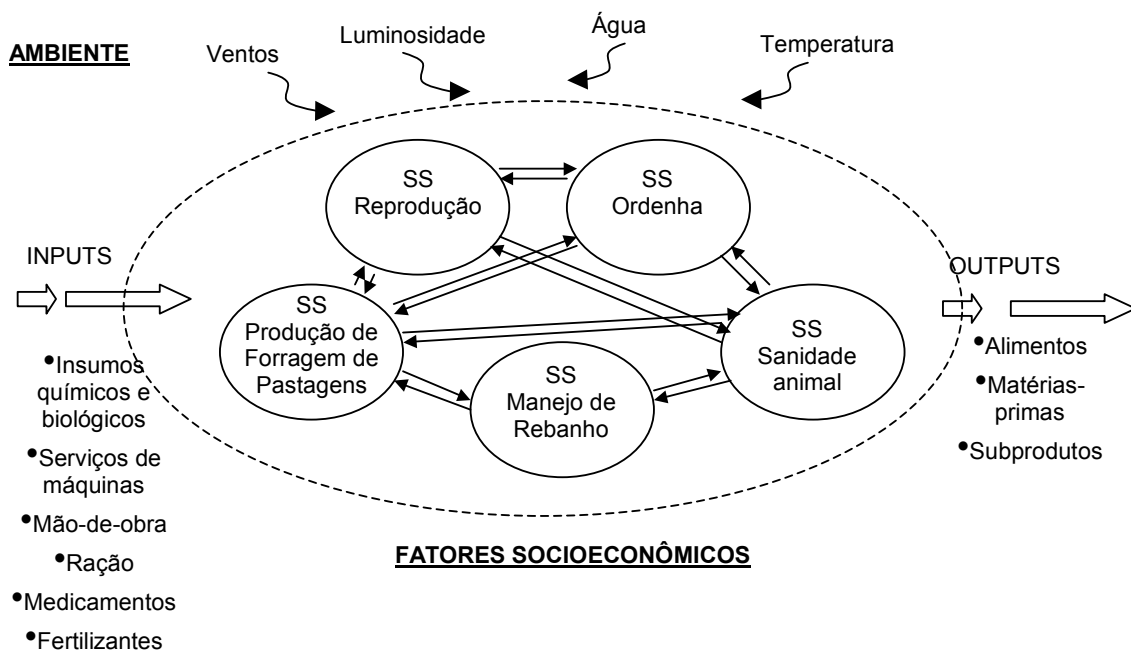 AMBIENTE
Ventos
Luminosidade
Água
Temperatura
SS
Reprodução
SS
Ordenha
INPUTS
OUTPUTS
SS
Produção de
Forragem de
Pastagens
SS
Manejo de
Rebanho
SS
Sanidade
animal
•Insumos
químicos e
biológicos
•Serviços de
máquinas
•Mão-de-obra
•Ração
•Medicamentos
•Fertilizantes
•Alimentos
•Matérias-
primas
•Subprodutos
FATORES SOCIOECONÔMICOS